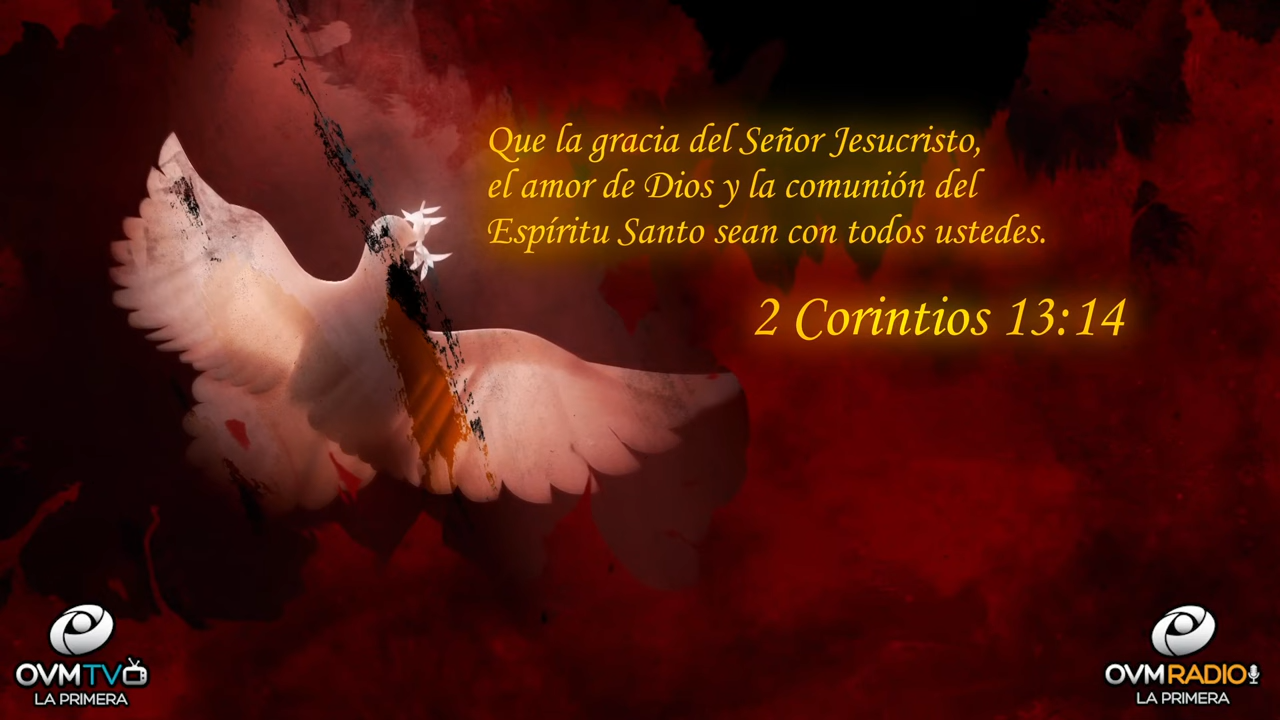 Que la gracia del Señor Jesucristo,
el amor de Dios y la comunión del
Espíritu Santo sean con todos ustedes.
2 Corintios 13:14
OVMTV
LA PRIMERA
OVMRADIO
LA PRIMERA